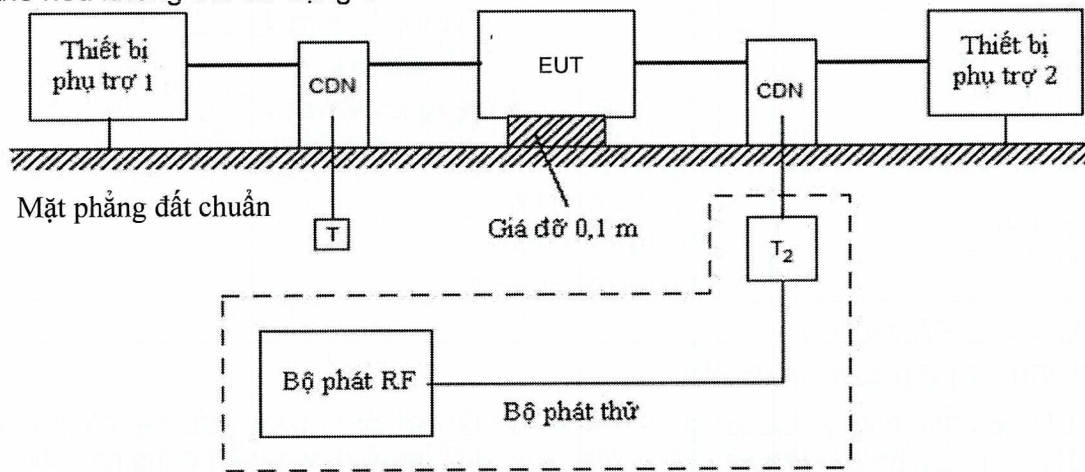 Thiết bị
phụ trợ 1
CDN
EUT
CDN
Thiết bị
phụ trợ 2
Mặt phẳng đất chuẩn
T
Giá đỡ 0,1 m
T2
Bộ phát RF
Bộ phát thử